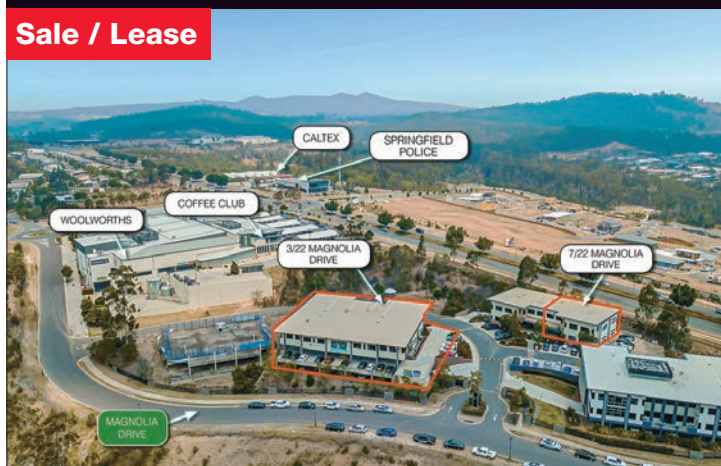 Sale / Lease
CALTEX
SPRINGFIELD
POLICE
COFFEE CLUB
WOOLWORTHS
3/22 MAGNOLIA
DRIVE
7/22 MAGNOLIA
DRIVE
MAGNOLIA
DRIVE